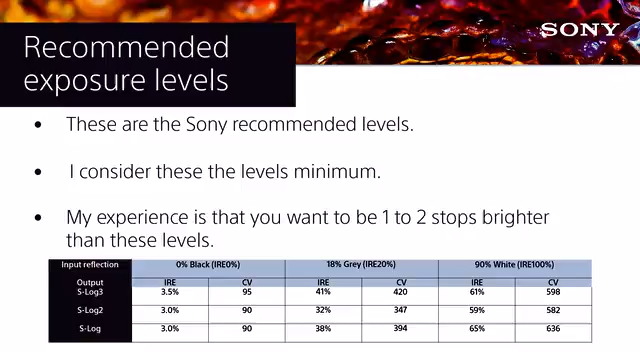 SONY
Recommended
exposure levels
• These are the Sony recommended levels.
• I consider these the levels minimum.
• My experience is that you want to be 1 to 2 stops brighter
than these levels.
Input reflection 0% Black (IRE0%) 18% Grey (IRE20%) 90% White (IRE100%)
Output IRE CV IRE CV IRE CV
S-Log3 3.5% 95 41% 420 61% 598
S-Log2 3.0% 90 32% 347 59% 582
S-Log 3.0% 90 38% 394 65% 636